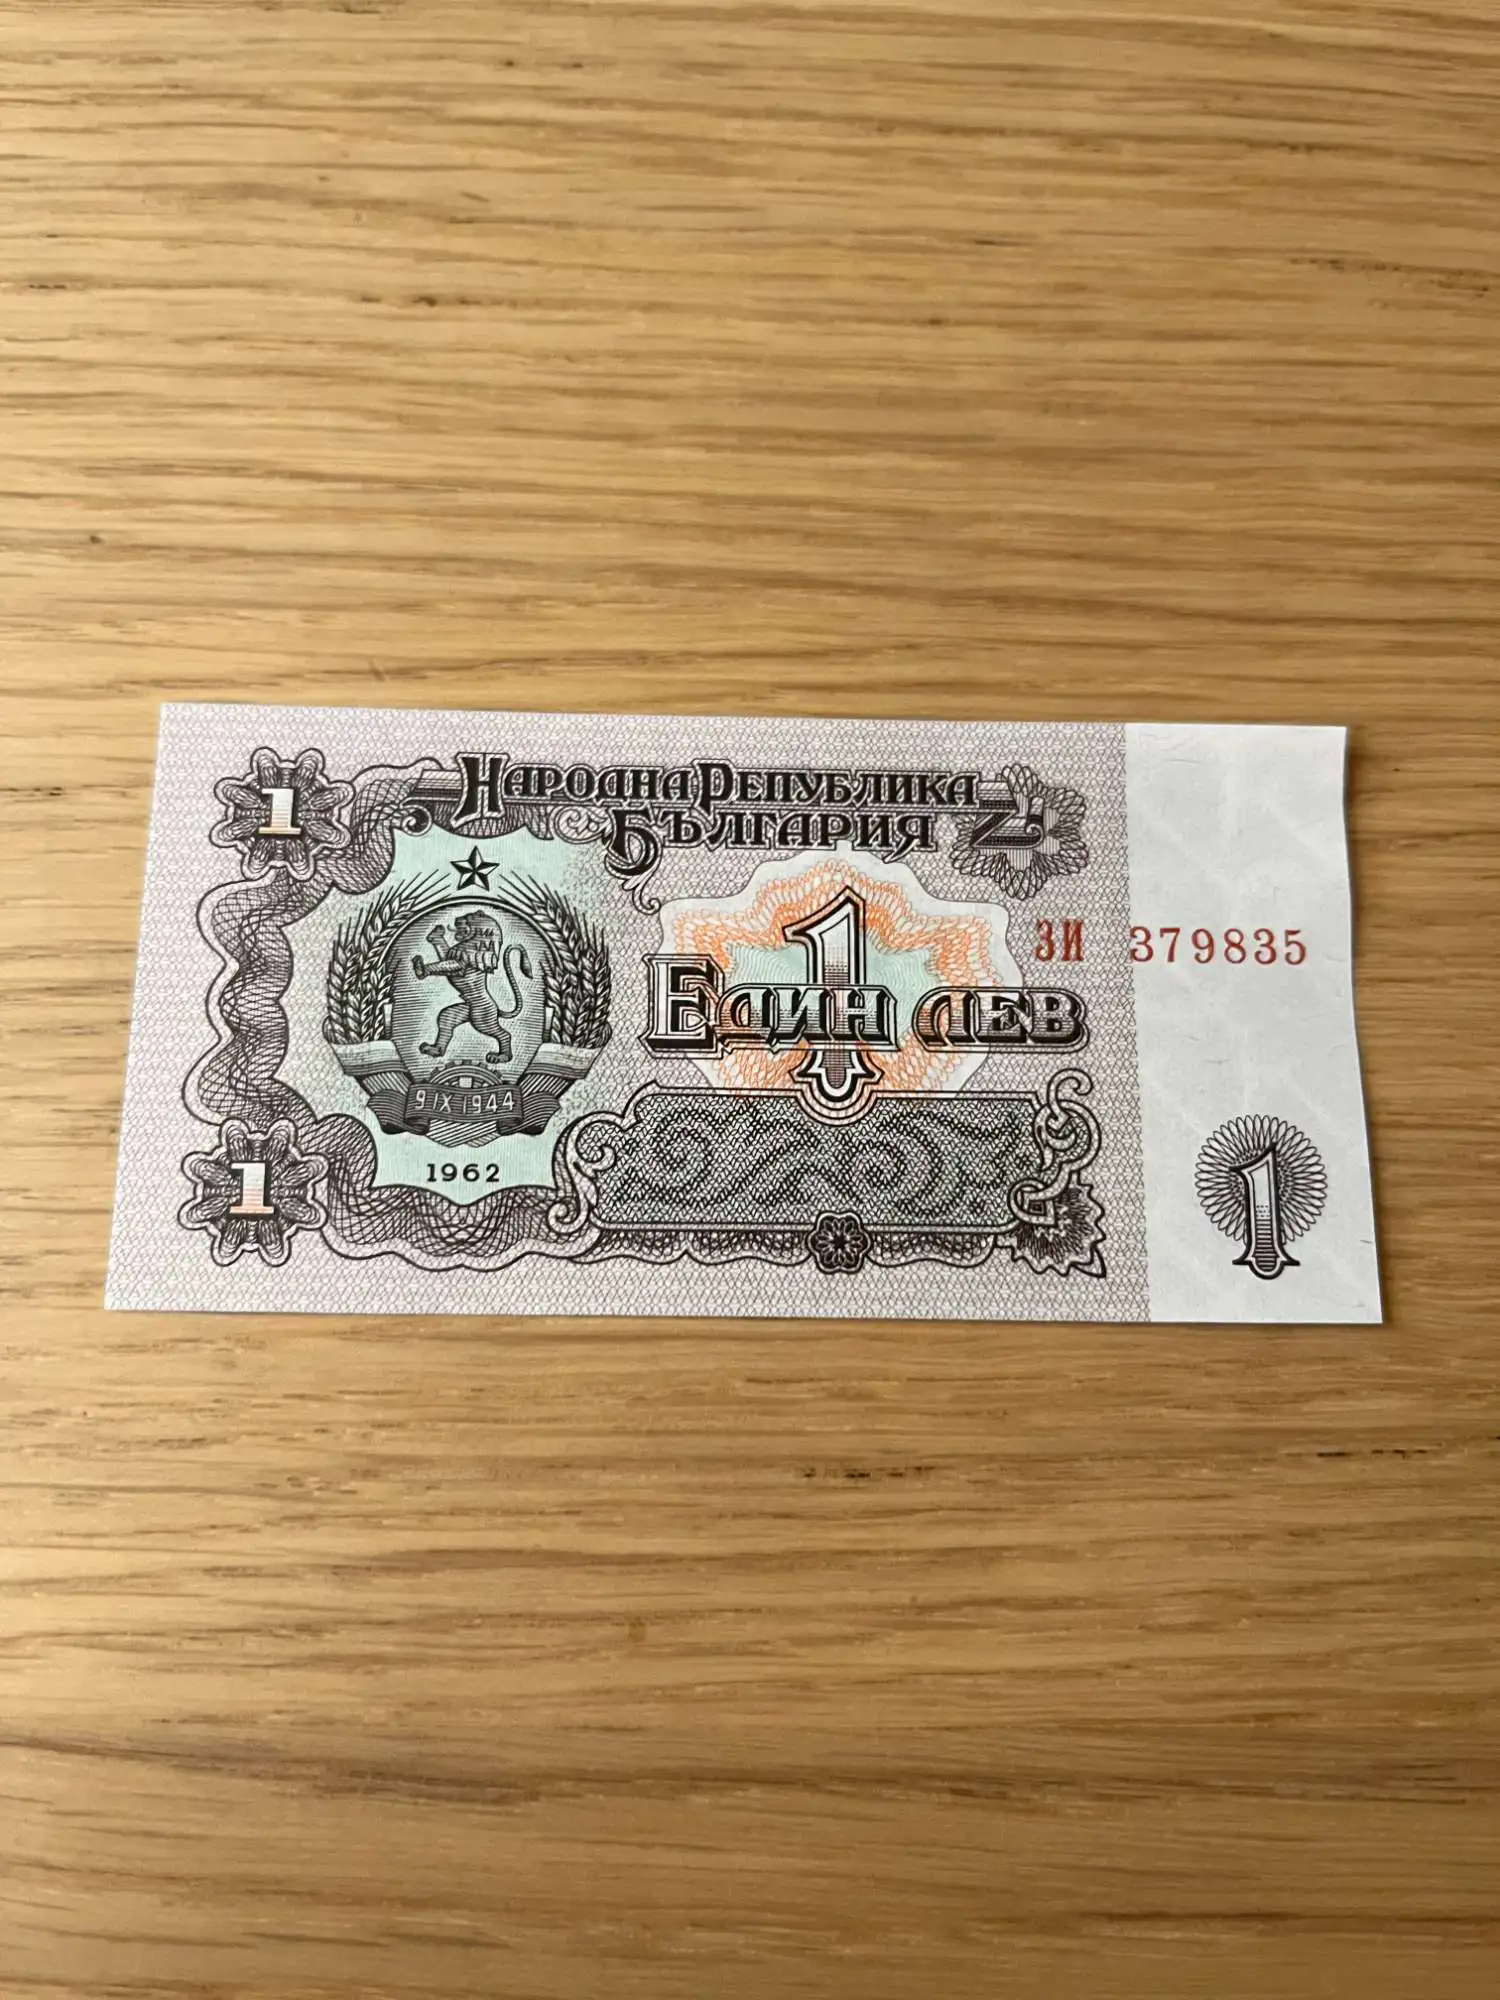 1
Народна Република
България
1
ЗИ 379835
Един лев
9 IX 1944
1962
1
1